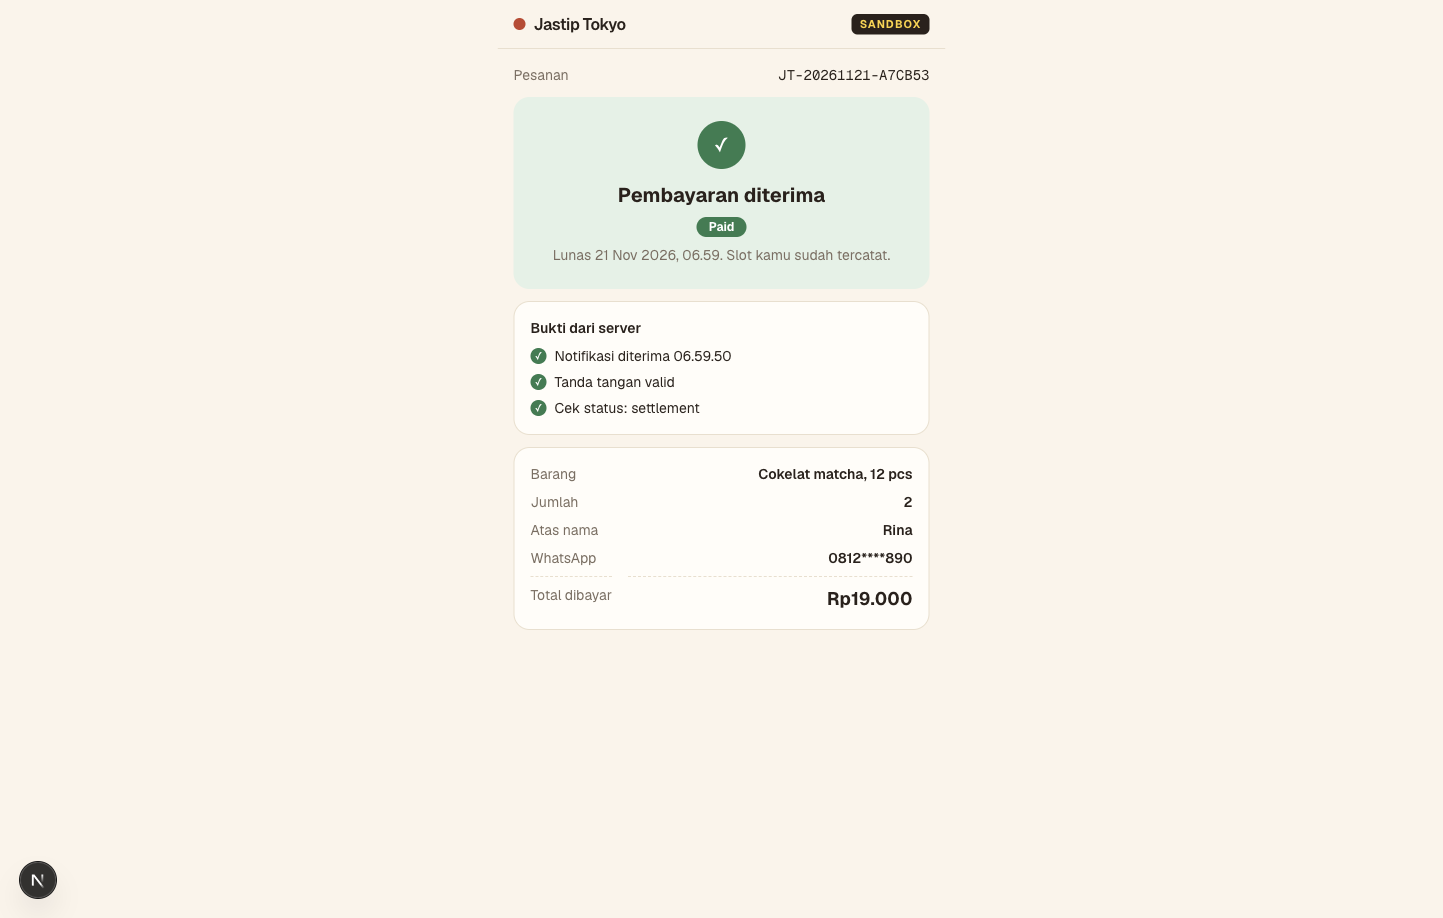 Jastip Tokyo SANDBOX
Pesanan JT-20261121-A7CB53
✓
Pembayaran diterima
Paid
Lunas 21 Nov 2026, 06.59. Slot kamu sudah tercatat.
Bukti dari server
✓ Notifikasi diterima 06.59.50
✓ Tanda tangan valid
✓ Cek status: settlement
Barang Cokelat matcha, 12 pcs
Jumlah 2
Atas nama Rina
WhatsApp 0812****890
Total dibayar Rp19.000
N